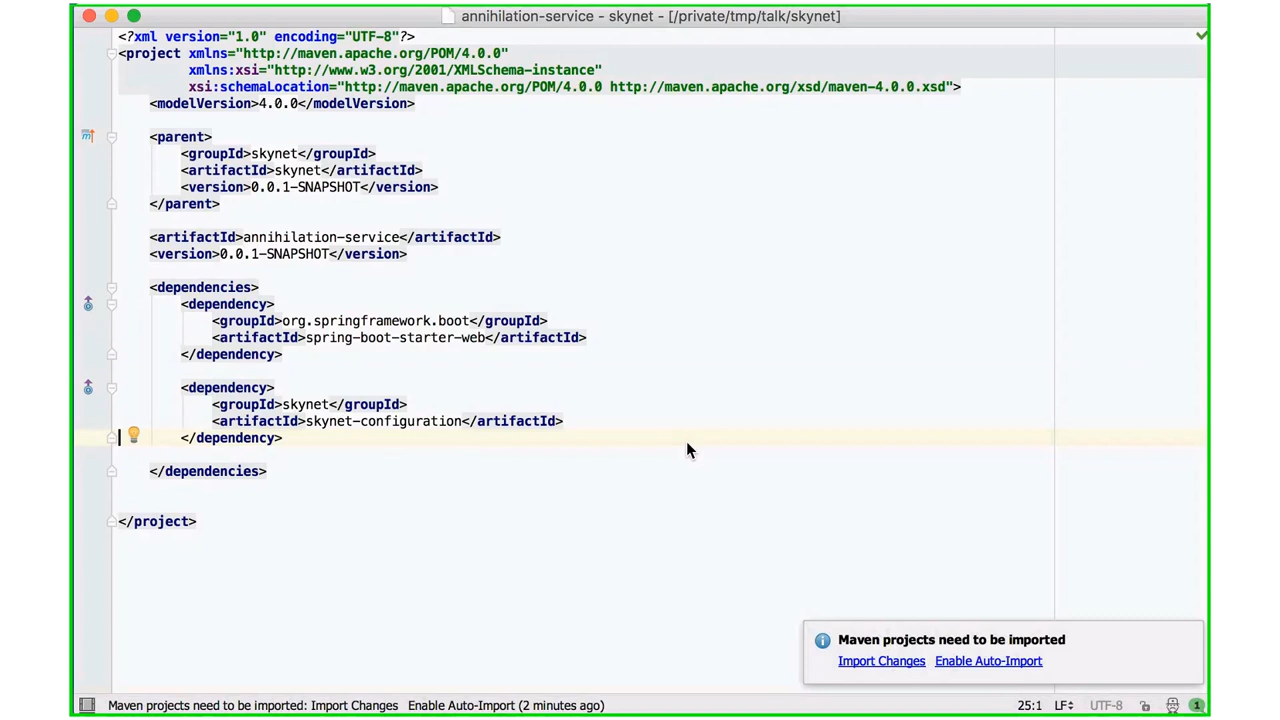 annihilation-service - skynet - [/private/tmp/talk/skynet]
<?xml version="1.0" encoding="UTF-8"?>
<project xmlns="http://maven.apache.org/POM/4.0.0"
xmlns:xsi="http://www.w3.org/2001/XMLSchema-instance"
xsi:schemaLocation="http://maven.apache.org/POM/4.0.0 http://maven.apache.org/xsd/maven-4.0.0.xsd">
<modelVersion>4.0.0</modelVersion>
<parent>
<groupId>skynet</groupId>
<artifactId>skynet</artifactId>
<version>0.0.1-SNAPSHOT</version>
</parent>
<artifactId>annihilation-service</artifactId>
<version>0.0.1-SNAPSHOT</version>
<dependencies>
<dependency>
<groupId>org.springframework.boot</groupId>
<artifactId>spring-boot-starter-web</artifactId>
</dependency>
<dependency>
<groupId>skynet</groupId>
<artifactId>skynet-configuration</artifactId>
</dependency>
</dependencies>
</project>
Maven projects need to be imported
Import Changes Enable Auto-Import
Maven projects need to be imported: Import Changes Enable Auto-Import (2 minutes ago) 25:1 LF UTF-8 1